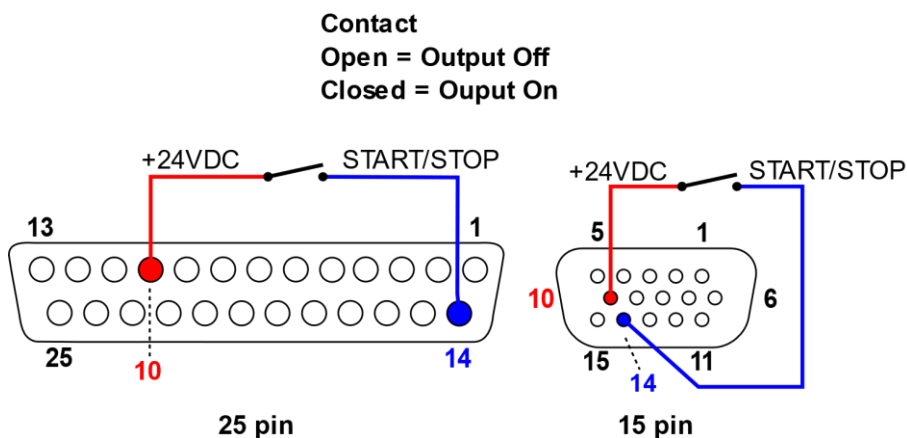 Contact
Open = Output Off
Closed = Ouput On
+24VDC START/STOP
13 1
25 10 14
25 pin
+24VDC START/STOP
5 1
10 6
15 11
14
15 pin